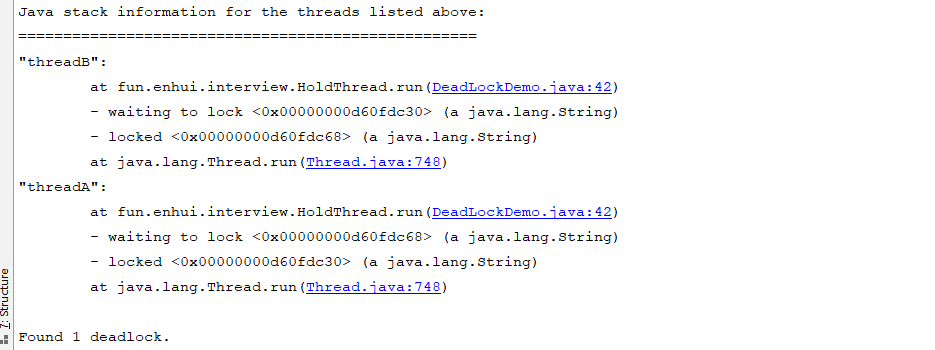 Java stack information for the threads listed above:
===================================================
"threadB":
        at fun.enhui.interview.HoldThread.run(DeadLockDemo.java:42)
        - waiting to lock <0x00000000d60fdc30> (a java.lang.String)
        - locked <0x00000000d60fdc68> (a java.lang.String)
        at java.lang.Thread.run(Thread.java:748)
"threadA":
        at fun.enhui.interview.HoldThread.run(DeadLockDemo.java:42)
        - waiting to lock <0x00000000d60fdc68> (a java.lang.String)
        - locked <0x00000000d60fdc30> (a java.lang.String)
        at java.lang.Thread.run(Thread.java:748)
Found 1 deadlock.
7: Structure